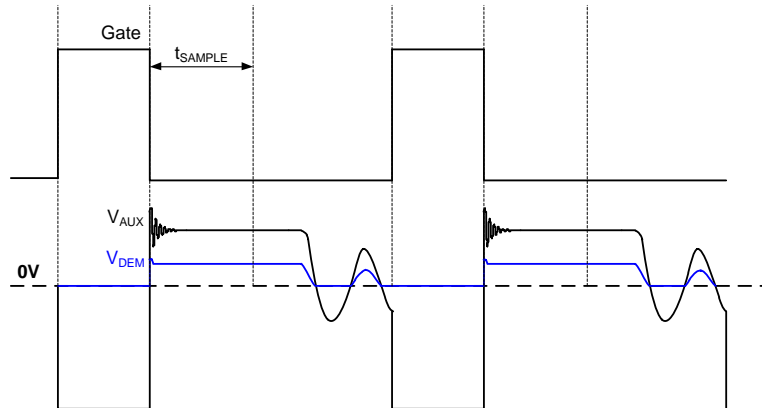 Gate
tSAMPLE
VAUX
VDEM
0V